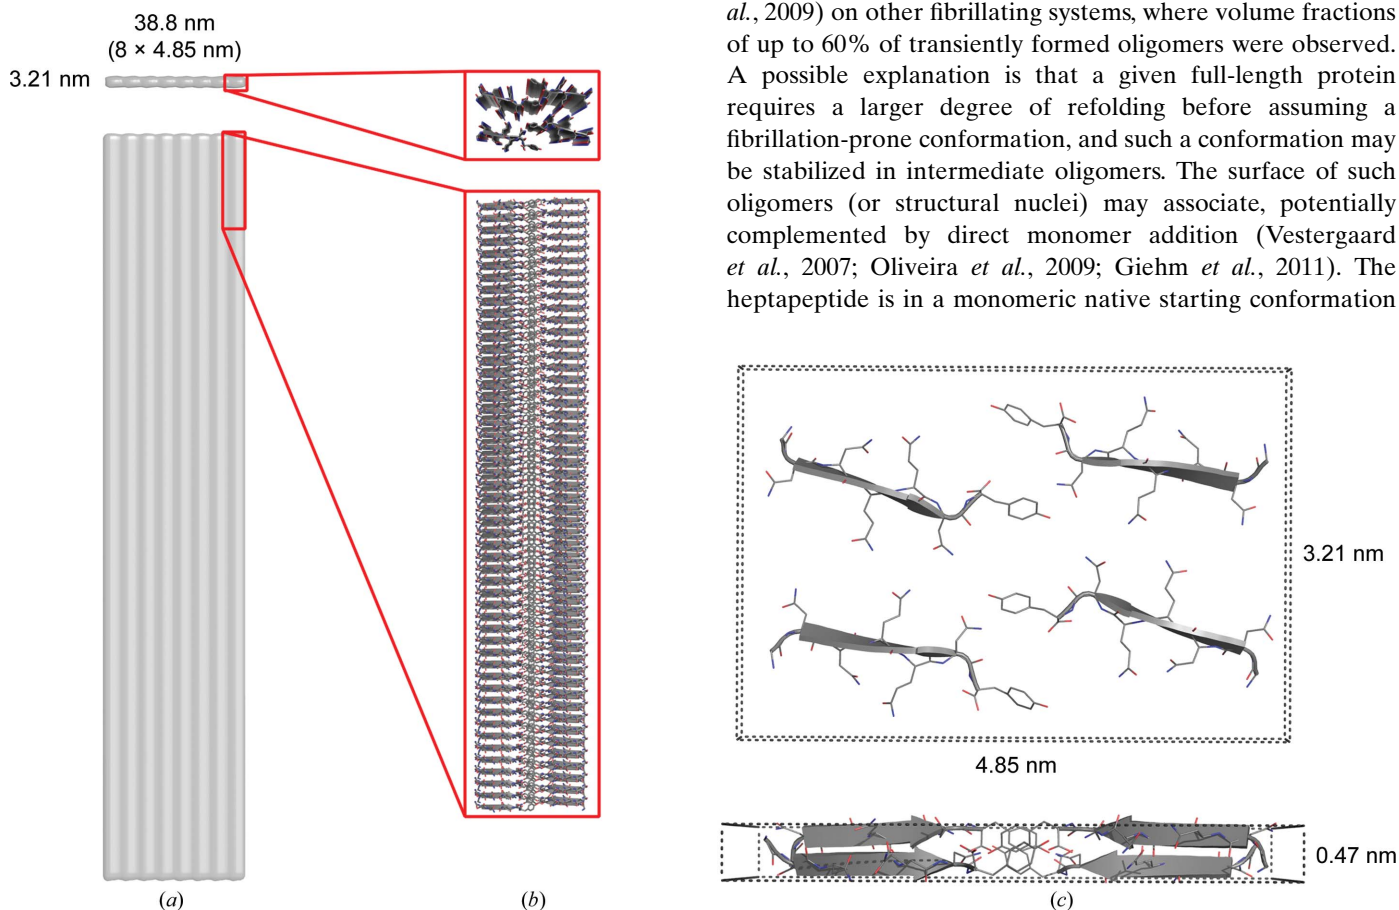 38.8 nm
(8 × 4.85 nm)
3.21 nm
(a)
(b)
al., 2009) on other fibrillating systems, where volume fractions
of up to 60% of transiently formed oligomers were observed.
A possible explanation is that a given full-length protein
requires a larger degree of refolding before assuming a
fibrillation-prone conformation, and such a conformation may
be stabilized in intermediate oligomers. The surface of such
oligomers (or structural nuclei) may associate, potentially
complemented by direct monomer addition (Vestergaard
et al., 2007; Oliveira et al., 2009; Giehm et al., 2011). The
heptapeptide is in a monomeric native starting conformation
3.21 nm
4.85 nm
0.47 nm
(c)